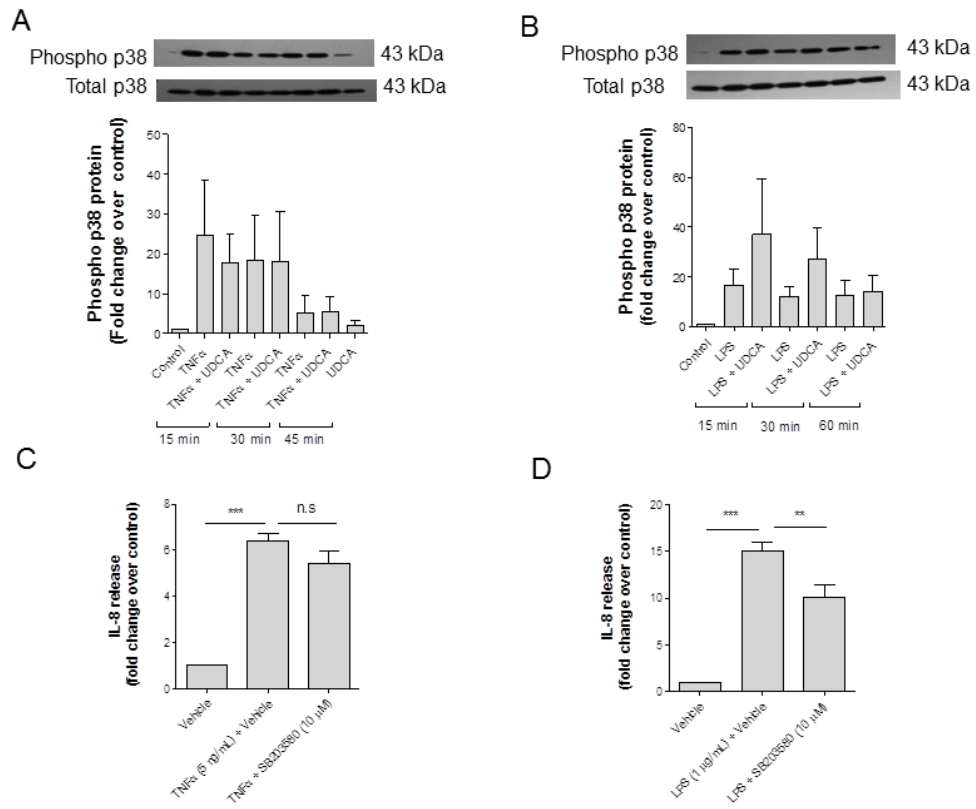 A
Phospho p38 43 kDa
Total p38 43 kDa
Phospho p38 protein
(Fold change over control)
50
40
30
20
10
0
Control
TNFα
TNFα + UDCA
TNFα
TNFα + UDCA
TNFα
TNFα + UDCA
UDCA
15 min 30 min 45 min
B
Phospho p38 43 kDa
Total p38 43 kDa
Phospho p38 protein
(fold change over control)
80
60
40
20
0
Control
LPS
LPS + UDCA
LPS
LPS + UDCA
LPS
LPS + UDCA
15 min 30 min 60 min
C
IL-8 release
(fold change over control)
8
6
4
2
0
*** n.s
Vehicle
TNFα (5 ng/mL) + Vehicle
TNFα + SB203580 (10 μM)
D
IL-8 release
(fold change over control)
20
15
10
5
0
*** **
Vehicle
LPS (1 μg/mL) + Vehicle
LPS + SB203580 (10 μM)